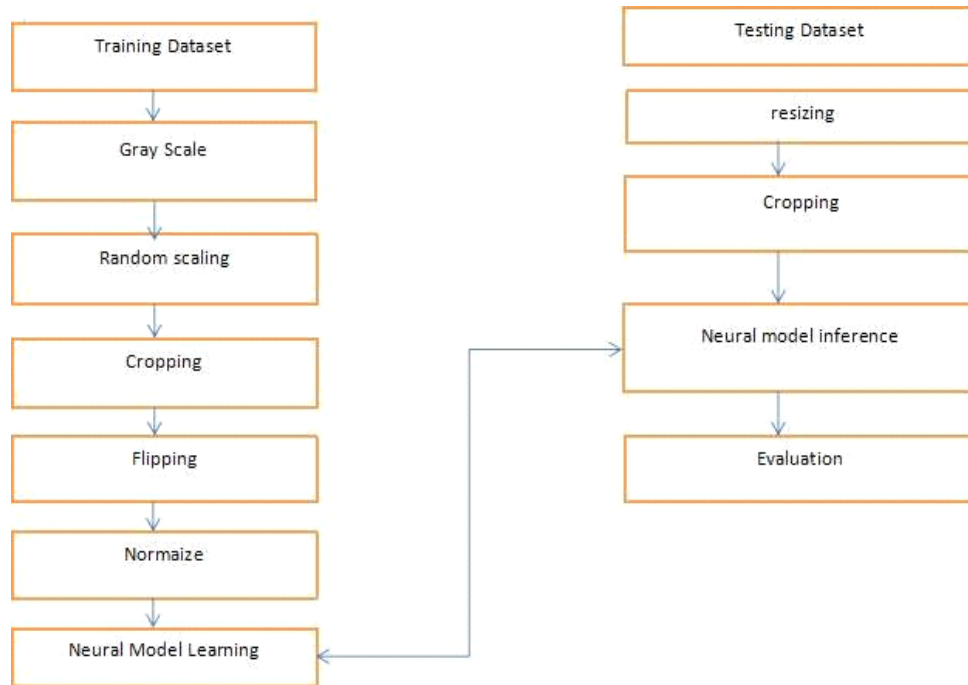 Training Dataset
Gray Scale
Random scaling
Cropping
Flipping
Normaize
Neural Model Learning
Testing Dataset
resizing
Cropping
Neural model inference
Evaluation